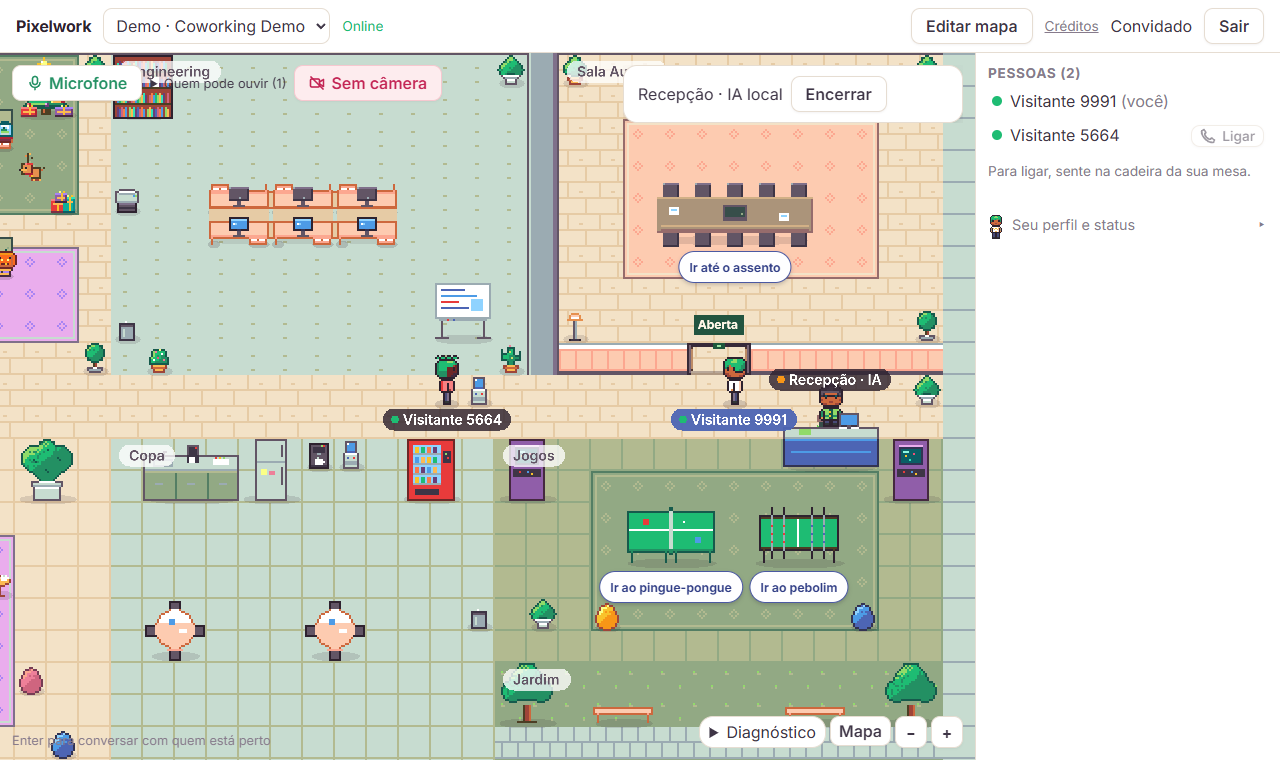 Pixelwork
Demo · Coworking Demo
Online
Editar mapa
Créditos
Convidado
Sair
Microfone
ngineering
Quem pode ouvir (1)
Sem câmera
Sala Au
Recepção · IA local
Encerrar
PESSOAS (2)
Visitante 9991 (você)
Visitante 5664
Ligar
Para ligar, sente na cadeira da sua mesa.
Seu perfil e status
Ir até o assento
Aberta
Recepção · IA
Visitante 5664
Visitante 9991
Copa
Jogos
Ir ao pingue-pongue
Ir ao pebolim
Jardim
Diagnóstico
Mapa
-
+
Enter conversar com quem está perto